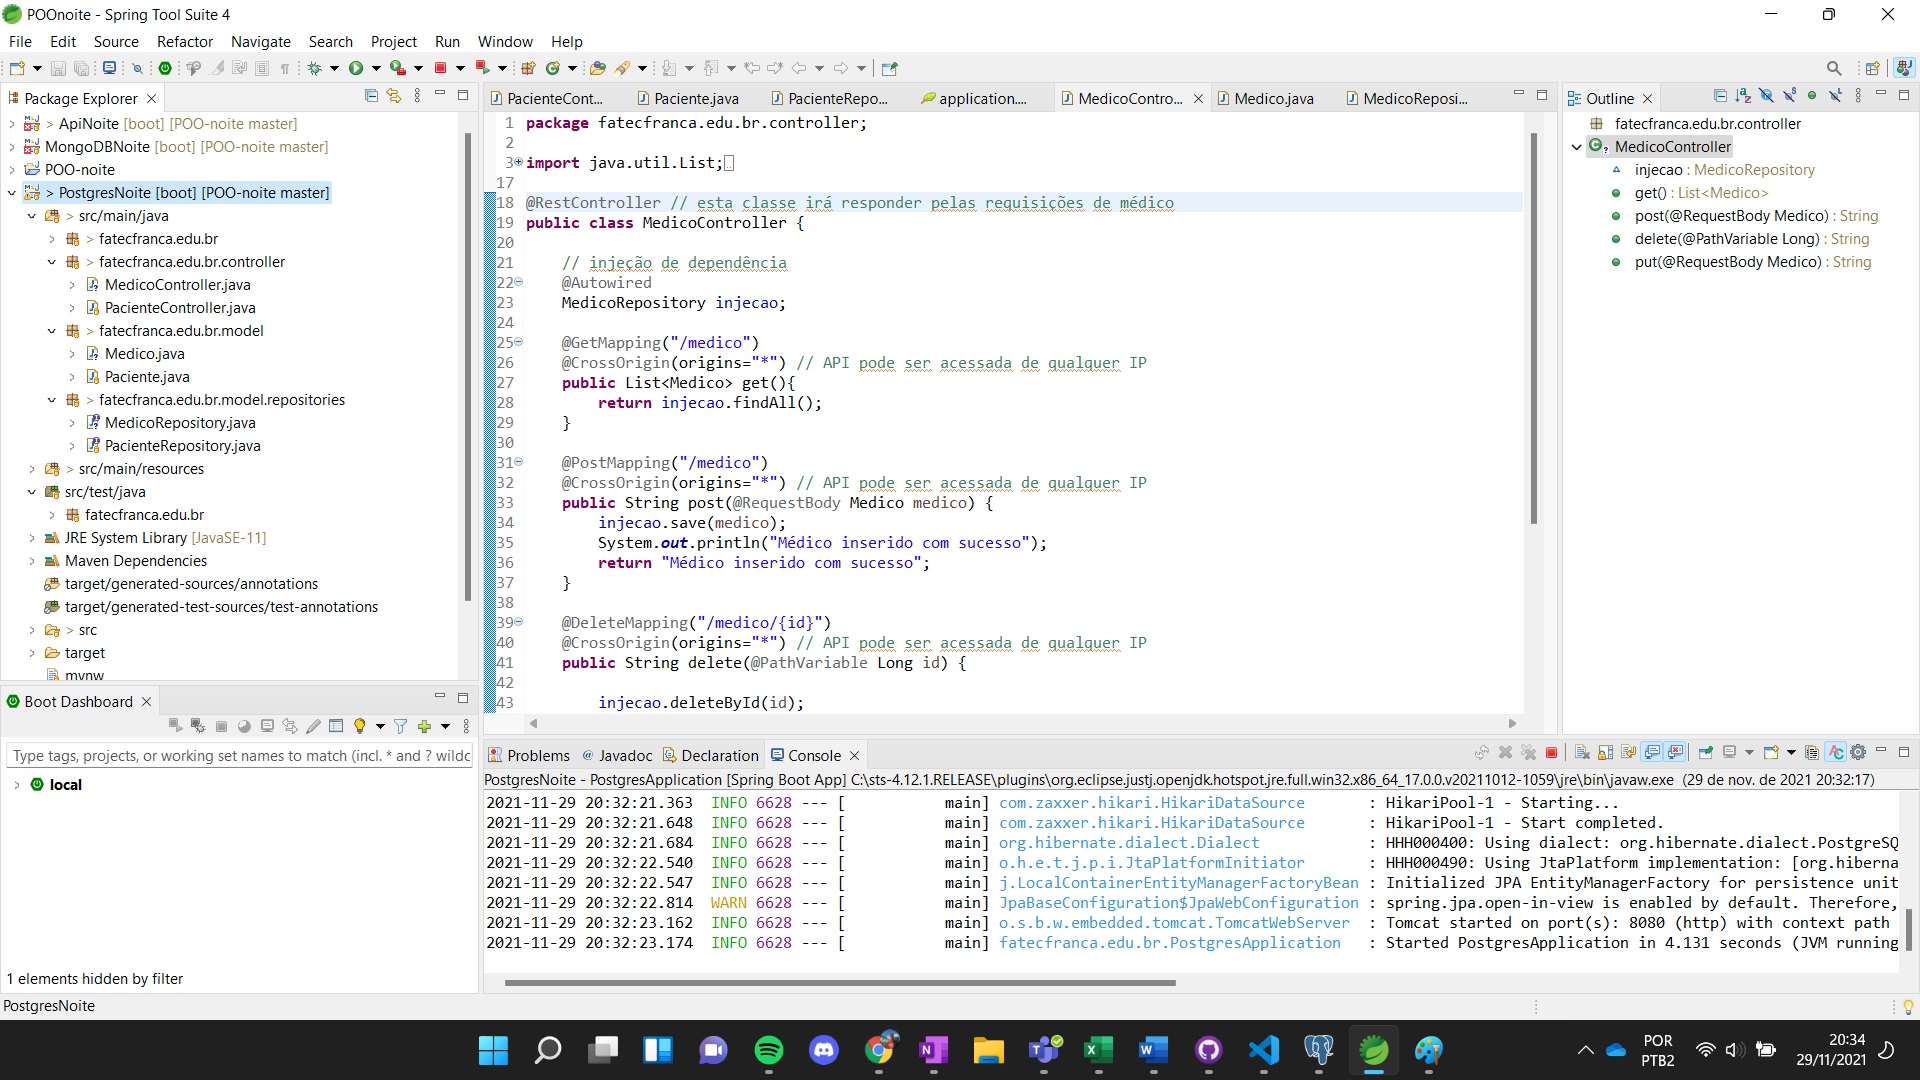 POOnoite - Spring Tool Suite 4
File Edit Source Refactor Navigate Search Project Run Window Help
Package Explorer
> ApiNoite [boot] [POO-noite master]
MongoDBNoite [boot] [POO-noite master]
POO-noite
> PostgresNoite [boot] [POO-noite master]
> src/main/java
> fatecfranca.edu.br
> fatecfranca.edu.br.controller
MedicoController.java
PacienteController.java
> fatecfranca.edu.br.model
Medico.java
Paciente.java
> fatecfranca.edu.br.model.repositories
MedicoRepository.java
PacienteRepository.java
> src/main/resources
src/test/java
fatecfranca.edu.br
JRE System Library [JavaSE-11]
Maven Dependencies
target/generated-sources/annotations
target/generated-test-sources/test-annotations
> src
target
mvnw
Boot Dashboard
Type tags, projects, or working set names to match (incl. * and ? wildc
local
1 elements hidden by filter
PostgresNoite
PacienteCont... Paciente.java PacienteRepo... application.... MedicoContro... Medico.java MedicoReposi...
1 package fatecfranca.edu.br.controller;
2
3 import java.util.List;
17
18 @RestController // esta classe irá responder pelas requisições de médico
19 public class MedicoController {
20
21 // injeção de dependência
22 @Autowired
23 MedicoRepository injecao;
24
25 @GetMapping("/medico")
26 @CrossOrigin(origins="*") // API pode ser acessada de qualquer IP
27 public List<Medico> get(){
28 return injecao.findAll();
29 }
30
31 @PostMapping("/medico")
32 @CrossOrigin(origins="*") // API pode ser acessada de qualquer IP
33 public String post(@RequestBody Medico medico) {
34 injecao.save(medico);
35 System.out.println("Médico inserido com sucesso");
36 return "Médico inserido com sucesso";
37 }
38
39 @DeleteMapping("/medico/{id}")
40 @CrossOrigin(origins="*") // API pode ser acessada de qualquer IP
41 public String delete(@PathVariable Long id) {
42
43 injecao.deleteById(id);
Outline
fatecfranca.edu.br.controller
MedicoController
injecao : MedicoRepository
get() : List<Medico>
post(@RequestBody Medico) : String
delete(@PathVariable Long) : String
put(@RequestBody Medico) : String
Problems Javadoc Declaration Console
PostgresNoite - PostgresApplication [Spring Boot App] C:\sts-4.12.1.RELEASE\plugins\org.eclipse.justj.openjdk.hotspot.jre.full.win32.x86_64_17.0.0.v20211012-1059\jre\bin\javaw.exe (29 de nov. de 2021 20:32:17)
2021-11-29 20:32:21.363 INFO 6628 --- [ main] com.zaxxer.hikari.HikariDataSource : HikariPool-1 - Starting...
2021-11-29 20:32:21.648 INFO 6628 --- [ main] com.zaxxer.hikari.HikariDataSource : HikariPool-1 - Start completed.
2021-11-29 20:32:21.684 INFO 6628 --- [ main] org.hibernate.dialect.Dialect : HHH000400: Using dialect: org.hibernate.dialect.PostgreSQ
2021-11-29 20:32:22.540 INFO 6628 --- [ main] o.h.e.t.j.p.i.JtaPlatformInitiator : HHH000490: Using JtaPlatform implementation: [org.hiberna
2021-11-29 20:32:22.547 INFO 6628 --- [ main] j.LocalContainerEntityManagerFactoryBean : Initialized JPA EntityManagerFactory for persistence unit
2021-11-29 20:32:22.814 WARN 6628 --- [ main] JpaBaseConfiguration$JpaWebConfiguration : spring.jpa.open-in-view is enabled by default. Therefore,
2021-11-29 20:32:23.162 INFO 6628 --- [ main] o.s.b.w.embedded.tomcat.TomcatWebServer : Tomcat started on port(s): 8080 (http) with context path
2021-11-29 20:32:23.174 INFO 6628 --- [ main] fatecfranca.edu.br.PostgresApplication : Started PostgresApplication in 4.131 seconds (JVM running
POR
PTB2
20:34
29/11/2021